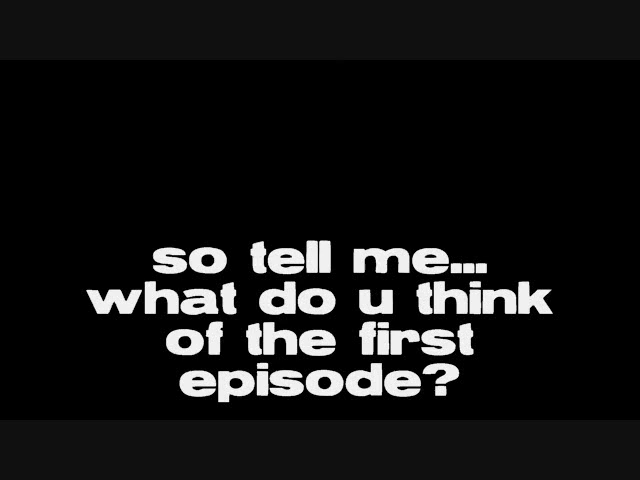 so tell me...
what do u think
of the first
episode?